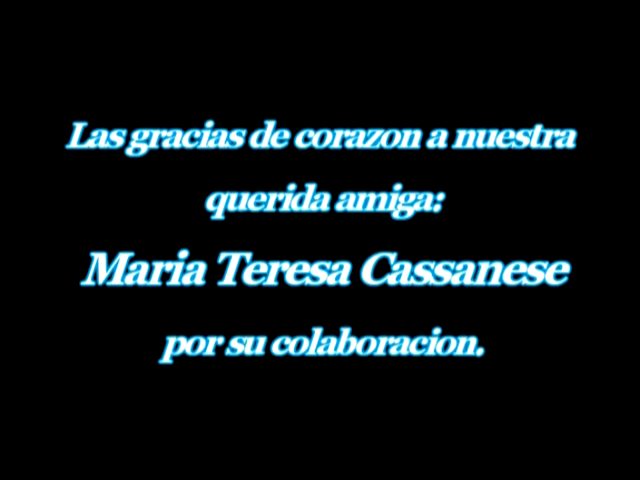 Las gracias de corazon a nuestra
querida amiga:
Maria Teresa Cassanese
por su colaboracion.